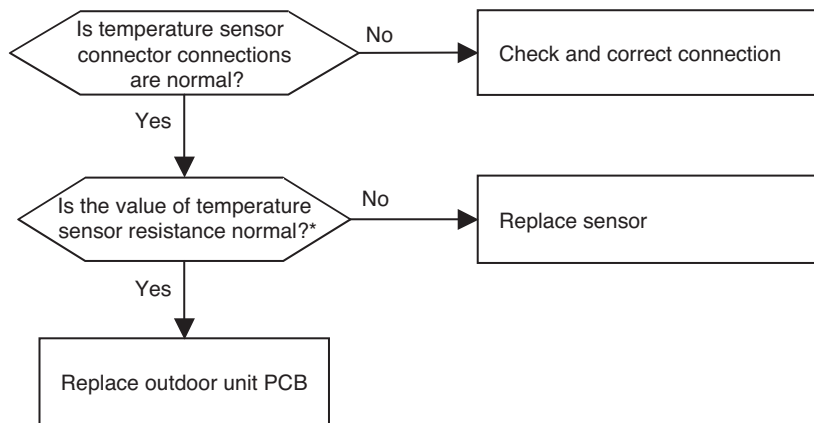 Is temperature sensor
connector connections
are normal?
No
Check and correct connection
Yes
Is the value of temperature
sensor resistance normal?*
No
Replace sensor
Yes
Replace outdoor unit PCB